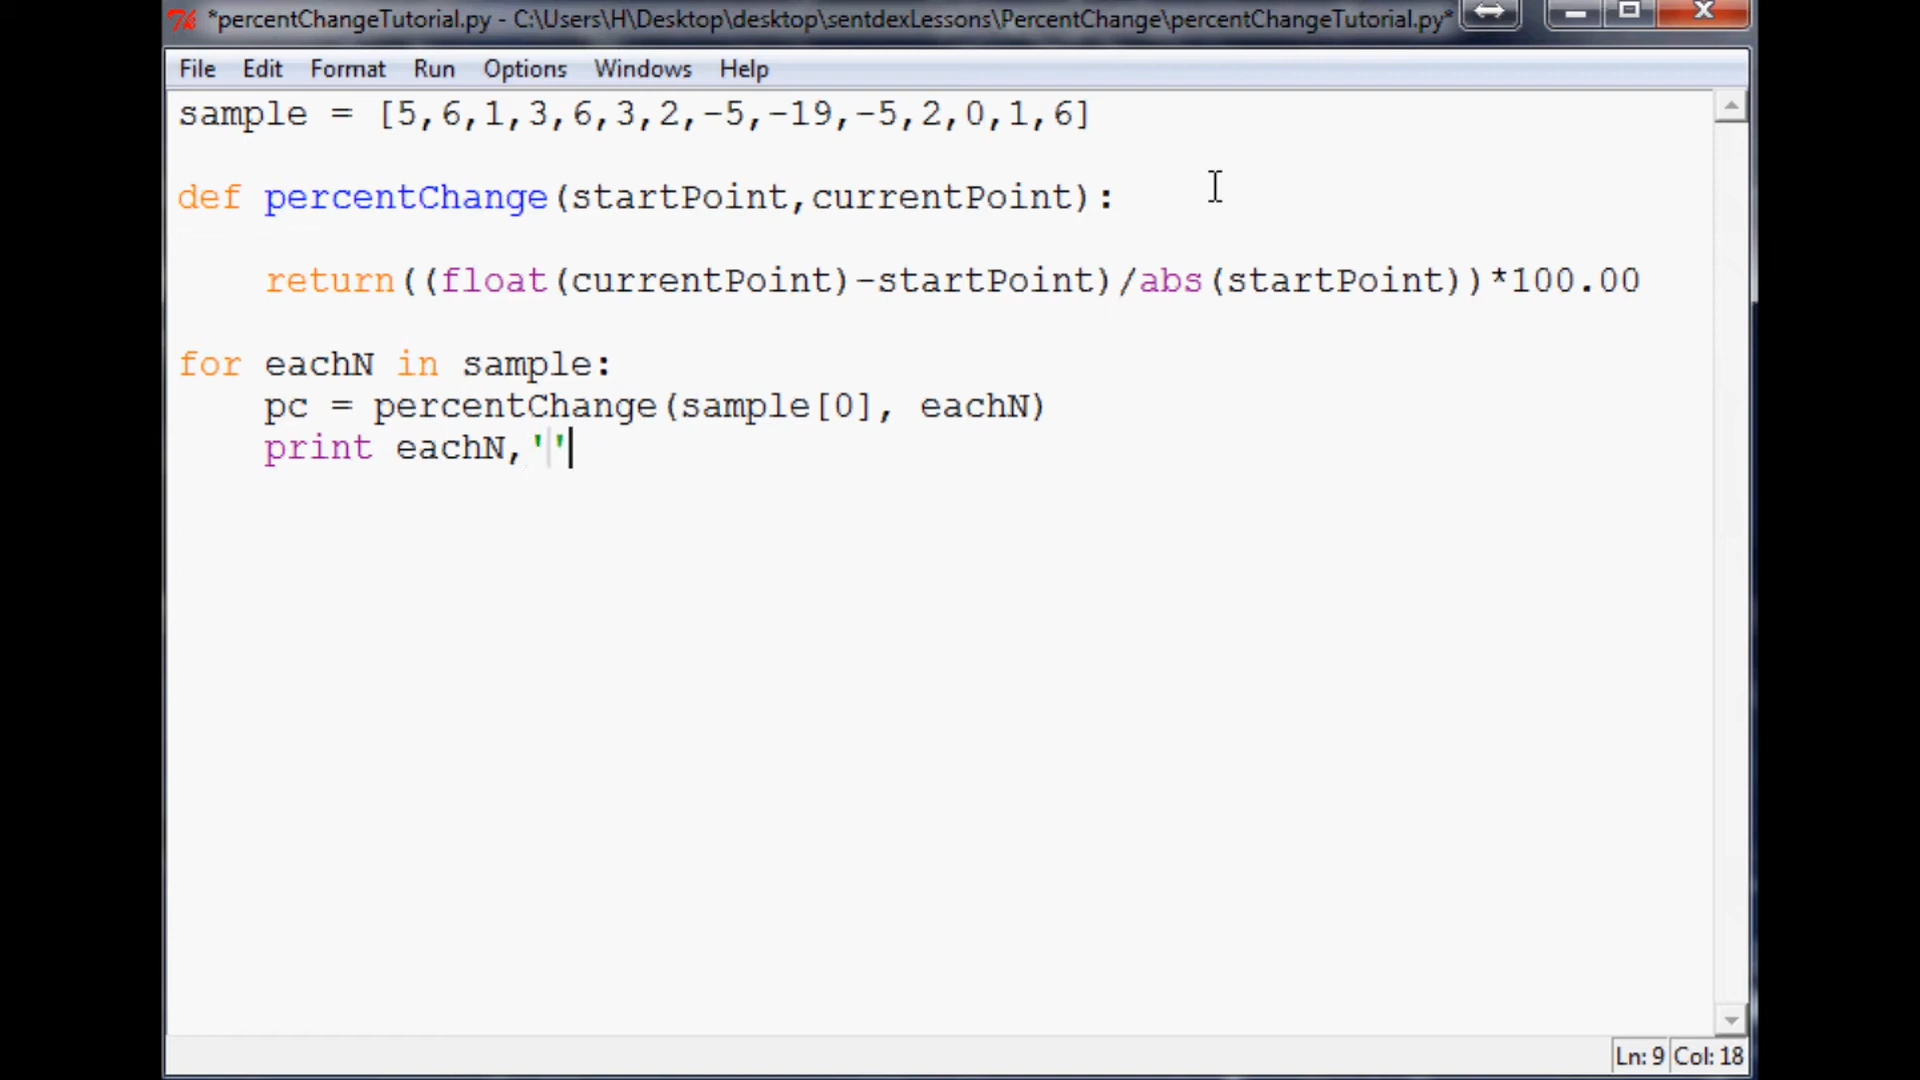 *percentChangeTutorial.py - C:\Users\H\Desktop\desktop\sentdexLessons\PercentChange\percentChangeTutorial.py*
File Edit Format Run Options Windows Help
sample = [5,6,1,3,6,3,2,-5,-19,-5,2,0,1,6]
def percentChange(startPoint,currentPoint):
return((float(currentPoint)-startPoint)/abs(startPoint))*100.00
for eachN in sample:
pc = percentChange(sample[0], eachN)
print eachN,' '
Ln: 9 Col: 18